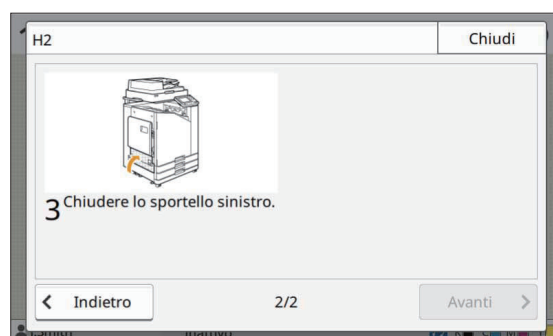 H2
Chiudi
3 Chiudere lo sportello sinistro.
Indietro
2/2
Avanti